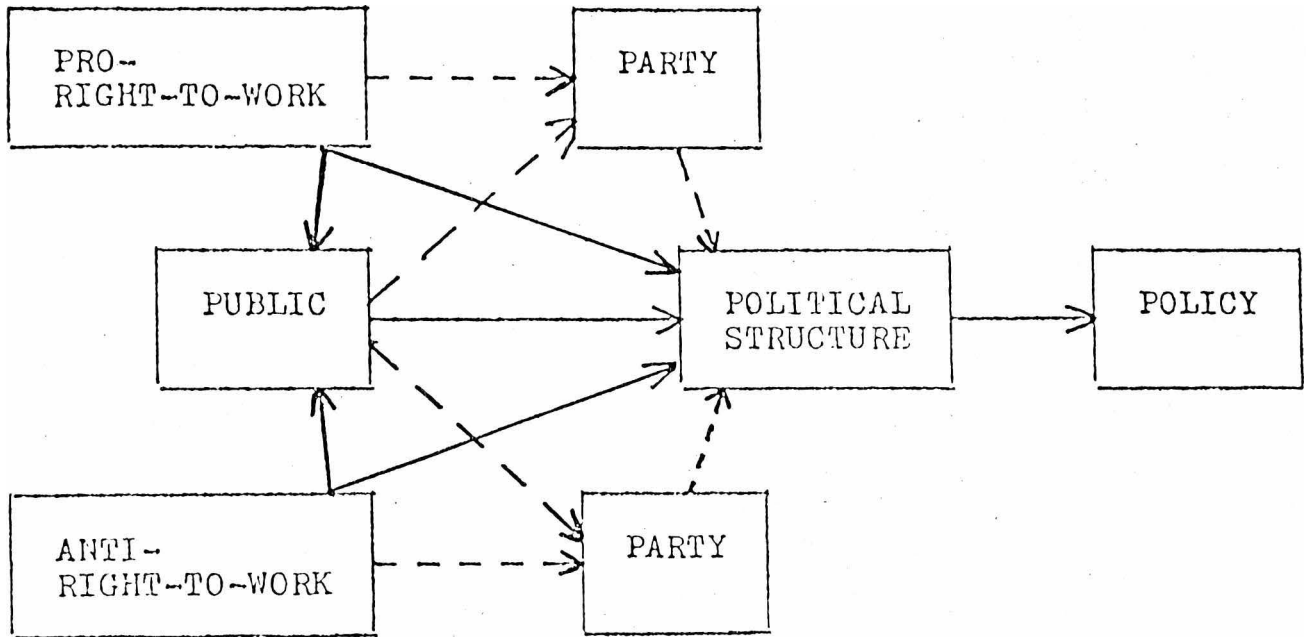 PRO-
RIGHT-TO-WORK
PARTY
PUBLIC
POLITICAL
STRUCTURE
POLICY
ANTI-
RIGHT-TO-WORK
PARTY